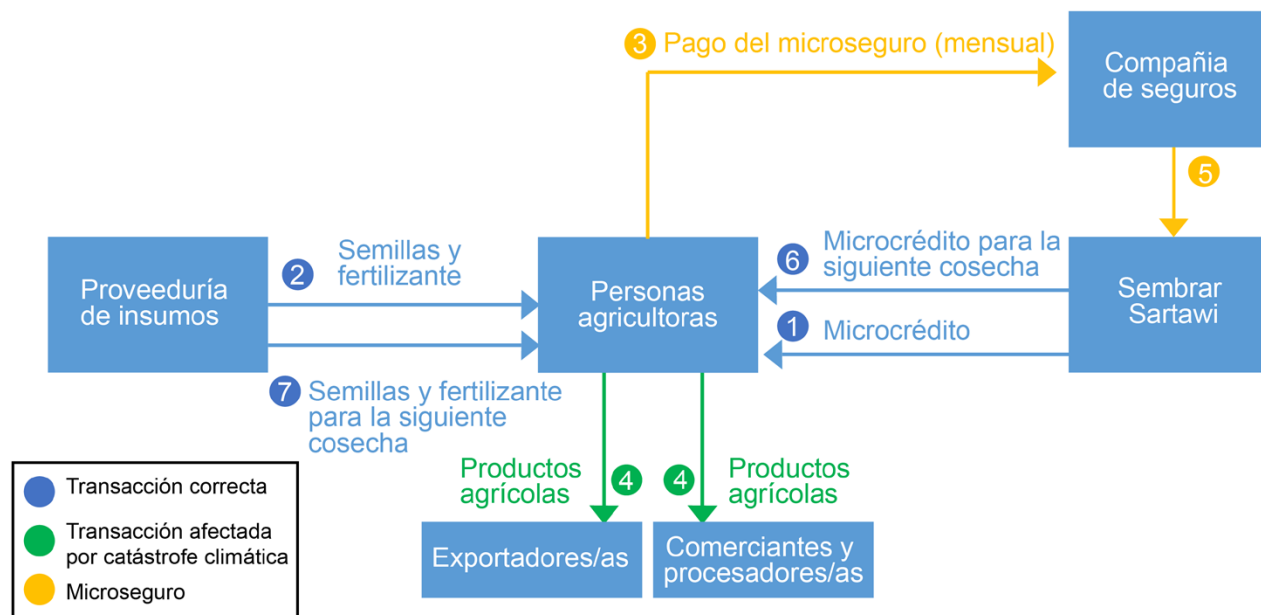 3 Pago del microseguro (mensual)
Compañia
de seguros
5
Proveeduría
de insumos
2 Semillas y
fertilizante
Personas
agricultoras
6 Microcrédito para la
siguiente cosecha
1 Microcrédito
Sembrar
Sartawi
7 Semillas y fertilizante
para la siguiente
cosecha
Productos
agrícolas
4
4
Productos
agrícolas
Exportadores/as
Comerciantes y
procesadores/as
Transacción correcta
Transacción afectada
por catástrofe climática
Microseguro